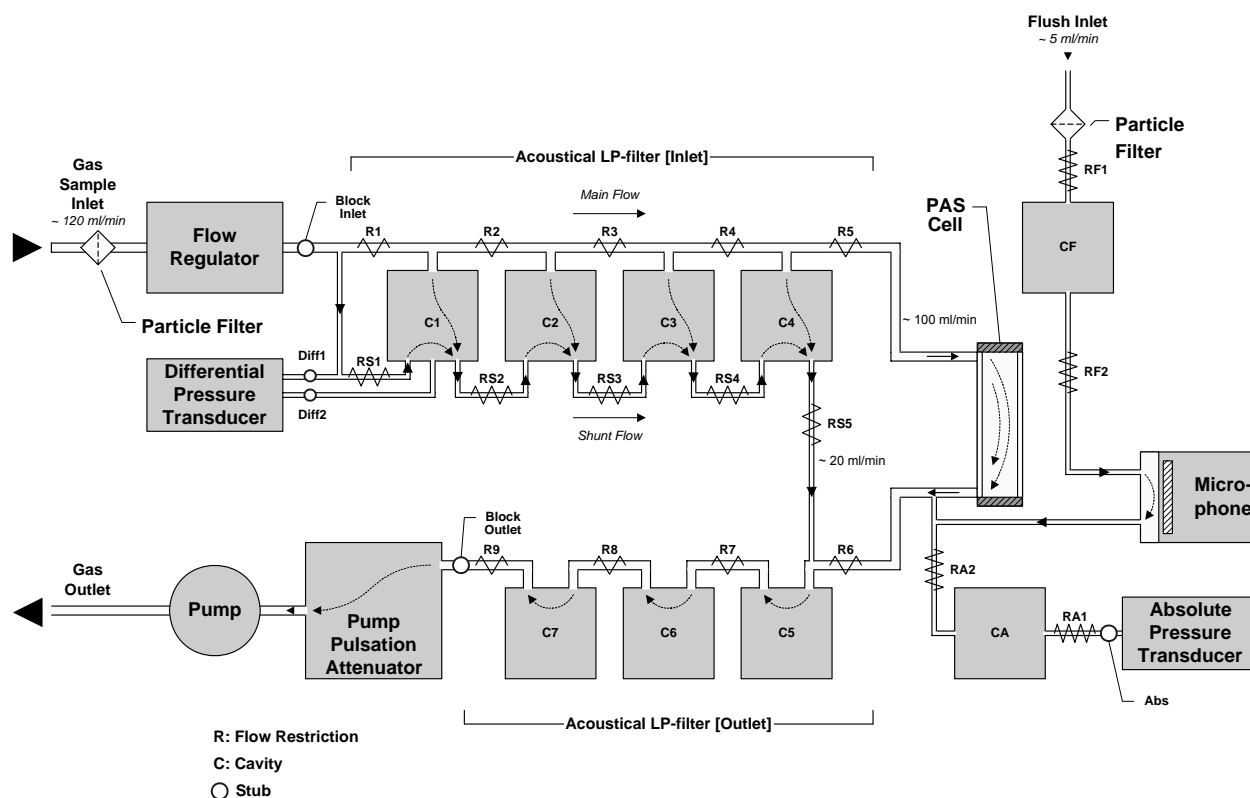 Flush Inlet
~ 5 ml/min
Particle
Filter
RF1
Acoustical LP-filter [Inlet]
Gas
Sample
Inlet
~ 120 ml/min
Block
Inlet
Main Flow
PAS
Cell
Flow
Regulator
R1
R2
R3
R4
R5
CF
Particle Filter
C1
C2
C3
C4
~ 100 ml/min
Differential
Pressure
Transducer
Diff1
Diff2
RS1
RS2
RS3
RS4
RS5
RF2
Shunt Flow
~ 20 ml/min
Micro-
phone
Block
Outlet
R9
R8
R7
R6
RA2
Gas
Outlet
Pump
Pump
Pulsation
Attenuator
C7
C6
C5
CA
RA1
Absolute
Pressure
Transducer
Abs
Acoustical LP-filter [Outlet]
R: Flow Restriction
C: Cavity
Stub